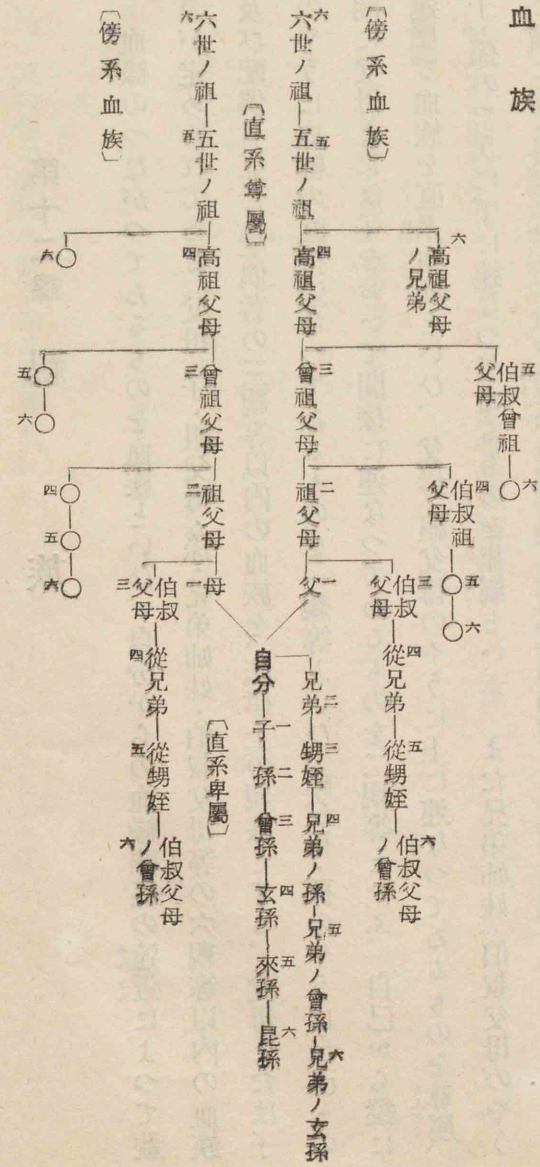 血族
〔傍系血族〕
六高祖父母ノ兄弟
五伯叔曾祖父母
六
四伯叔祖父母
五
六
三伯叔父母
四從兄弟
五從甥姪
六伯叔父母ノ曾孫
六六世ノ祖
五五世ノ祖
四高祖父母
三曾祖父母
二祖父母
一父
二兄弟
三甥姪
四兄弟ノ孫
五兄弟ノ曾孫
六兄弟ノ玄孫
〔直系尊屬〕
自分
一子
二孫
三曾孫
四玄孫
五來孫
六昆孫
〔直系卑屬〕
六六世ノ祖
五五世ノ祖
四高祖父母
三曾祖父母
二祖父母
一母
三伯叔父母
四從兄弟
五從甥姪
六伯叔父母ノ曾孫
〔傍系血族〕
六
五
六
四
五
六